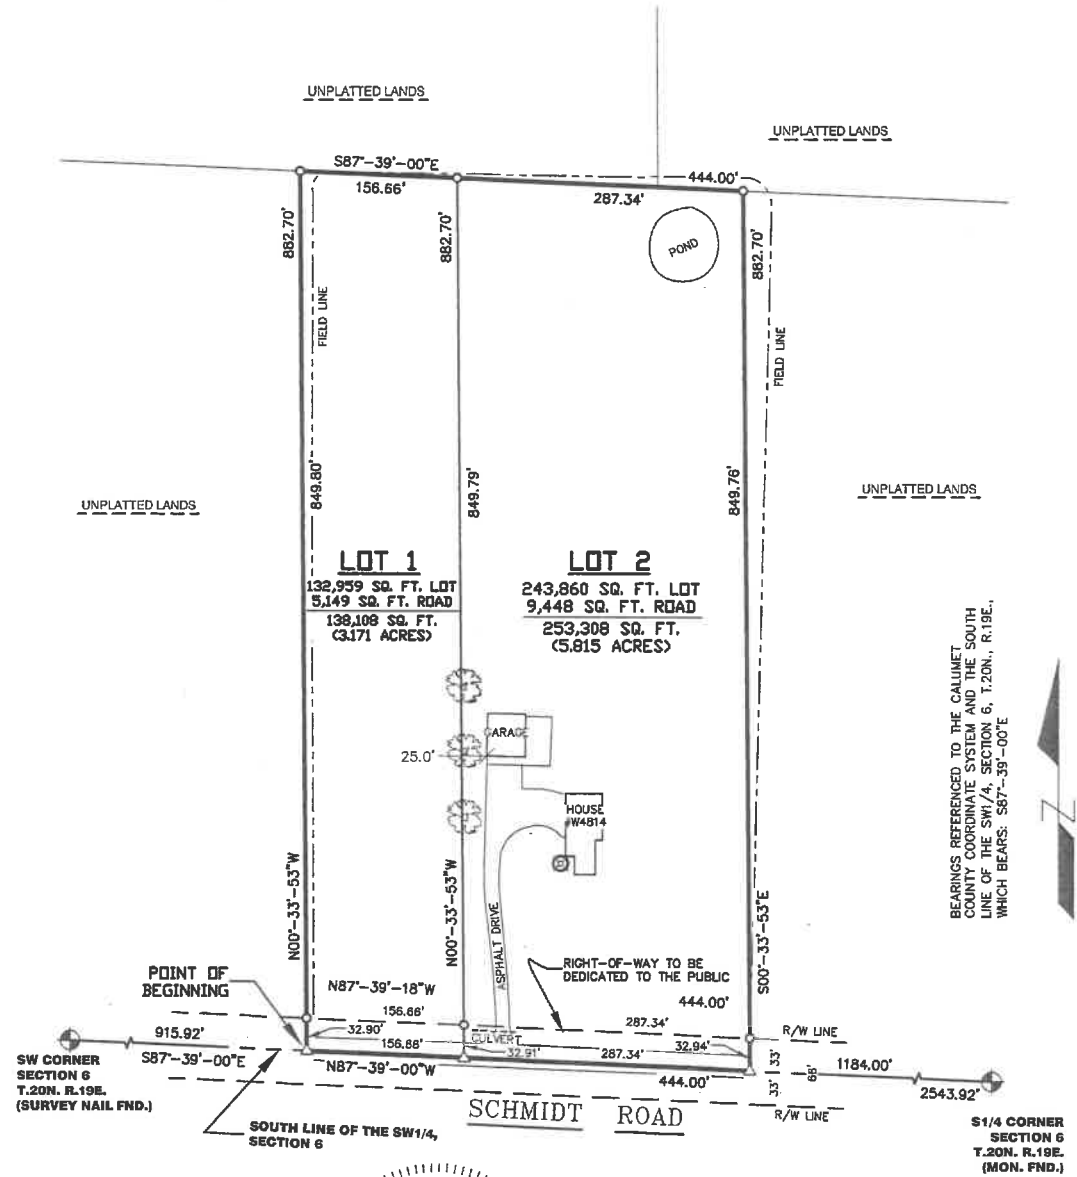 UNPLATTED LANDS
UNPLATTED LANDS
S87°-39'-00"E
444.00'
156.66'
287.34'
882.70'
882.70'
882.70'
POND
FIELD LINE
FIELD LINE
849.80'
849.79'
849.76'
UNPLATTED LANDS
UNPLATTED LANDS
LOT 1
132,959 SQ. FT. LOT
5,149 SQ. FT. ROAD
138,108 SQ. FT.
(3.171 ACRES)
LOT 2
243,860 SQ. FT. LOT
9,448 SQ. FT. ROAD
253,308 SQ. FT.
(5.815 ACRES)
BEARINGS REFERENCED TO THE CALUMET
COUNTY COORDINATE SYSTEM AND THE SOUTH
LINE OF THE SW1/4, SECTION 6, T.20N., R.19E.,
WHICH BEARS: S87°-39'-00"E
N
GARAGE
25.0'
HOUSE
#W4814
N00°-33'-53"W
N00°-33'-53"W
S00°-33'-53"E
ASPHALT DRIVE
POINT OF
BEGINNING
RIGHT-OF-WAY TO BE
DEDICATED TO THE PUBLIC
N87°-39'-18"W
444.00'
156.66'
287.34'
R/W LINE
915.92'
32.90'
CULVERT
156.66'
32.91'
287.34'
32.94'
33'
66'
33'
1184.00'
S87°-39'-00"E
N87°-39'-00"W
444.00'
2543.92'
SW CORNER
SECTION 6
T.20N. R.19E.
(SURVEY NAIL FND.)
SCHMIDT ROAD
R/W LINE
SOUTH LINE OF THE SW1/4,
SECTION 6
S1/4 CORNER
SECTION 6
T.20N. R.19E.
(MON. FND.)